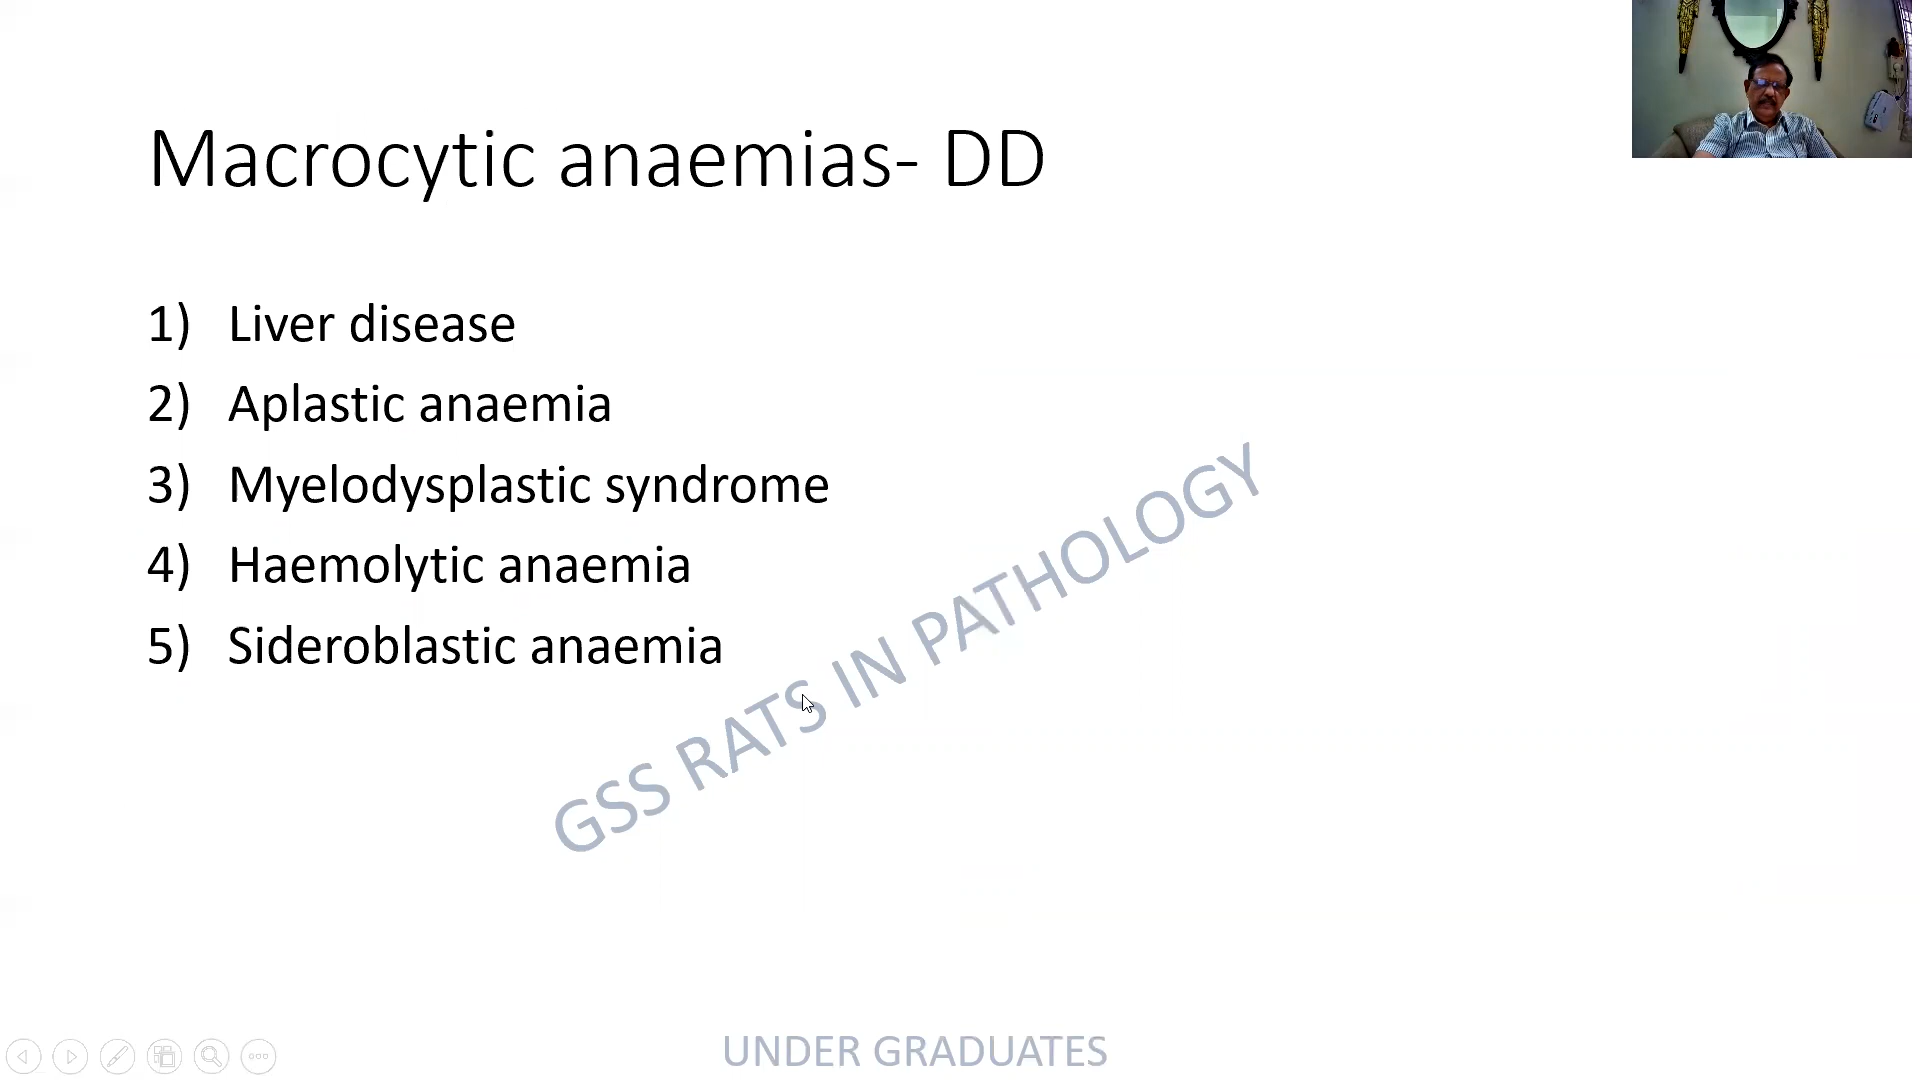 Macrocytic anaemias- DD
1) Liver disease
2) Aplastic anaemia
3) Myelodysplastic syndrome
4) Haemolytic anaemia
5) Sideroblastic anaemia
GSS RATS IN PATHOLOGY
UNDER GRADUATES